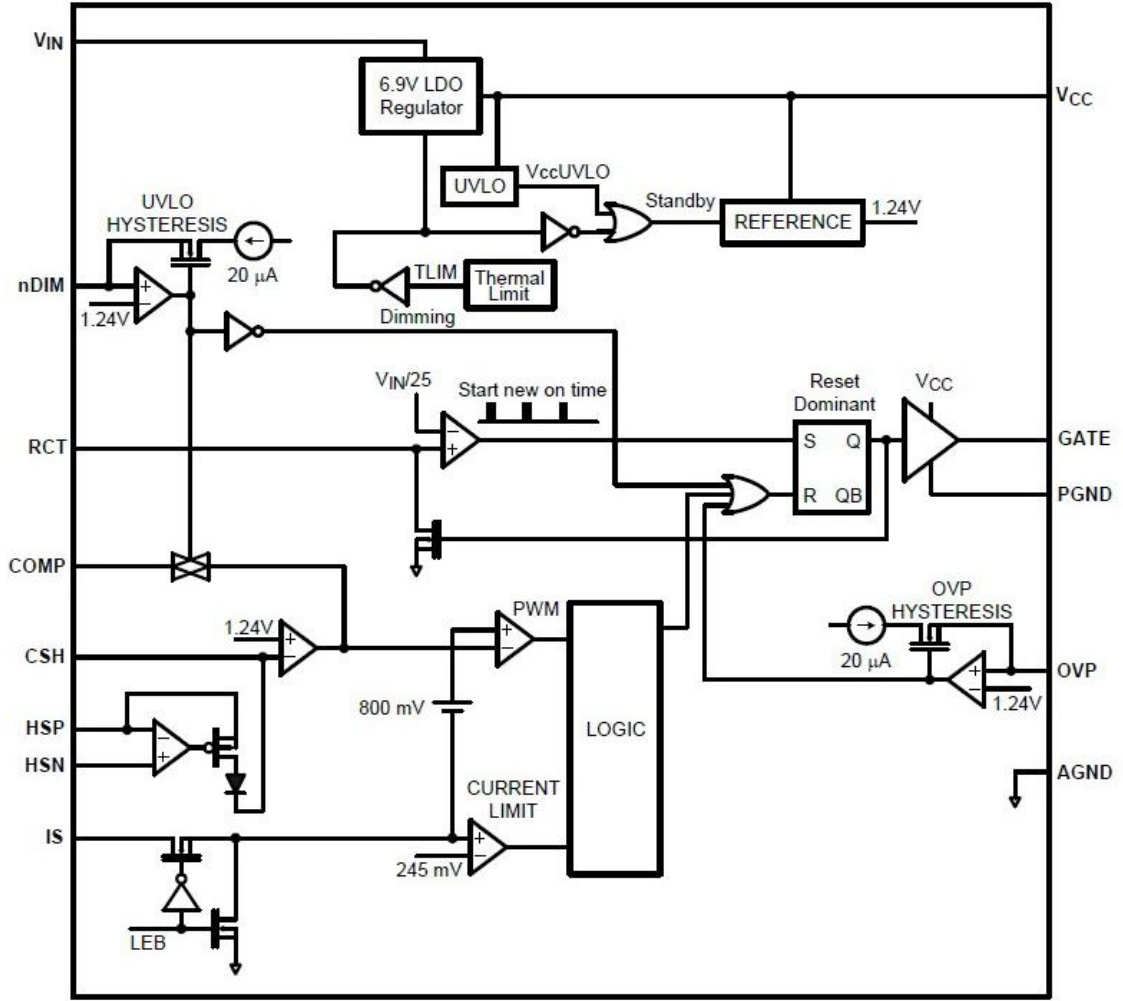 VIN
6.9V LDO
Regulator
VCC
UVLO
VccUVLO
Standby
REFERENCE
1.24V
UVLO
HYSTERESIS
20 μA
nDIM
+
−
1.24V
TLIM
Thermal
Limit
Dimming
VIN/25
Start new on time
Reset
Dominant
VCC
RCT
−
+
S Q
R QB
GATE
PGND
COMP
1.24V
+
−
CSH
PWM
+
−
OVP
HYSTERESIS
20 μA
+
−
1.24V
OVP
HSP
HSN
−
+
800 mV
LOGIC
AGND
CURRENT
LIMIT
IS
+
−
245 mV
LEB